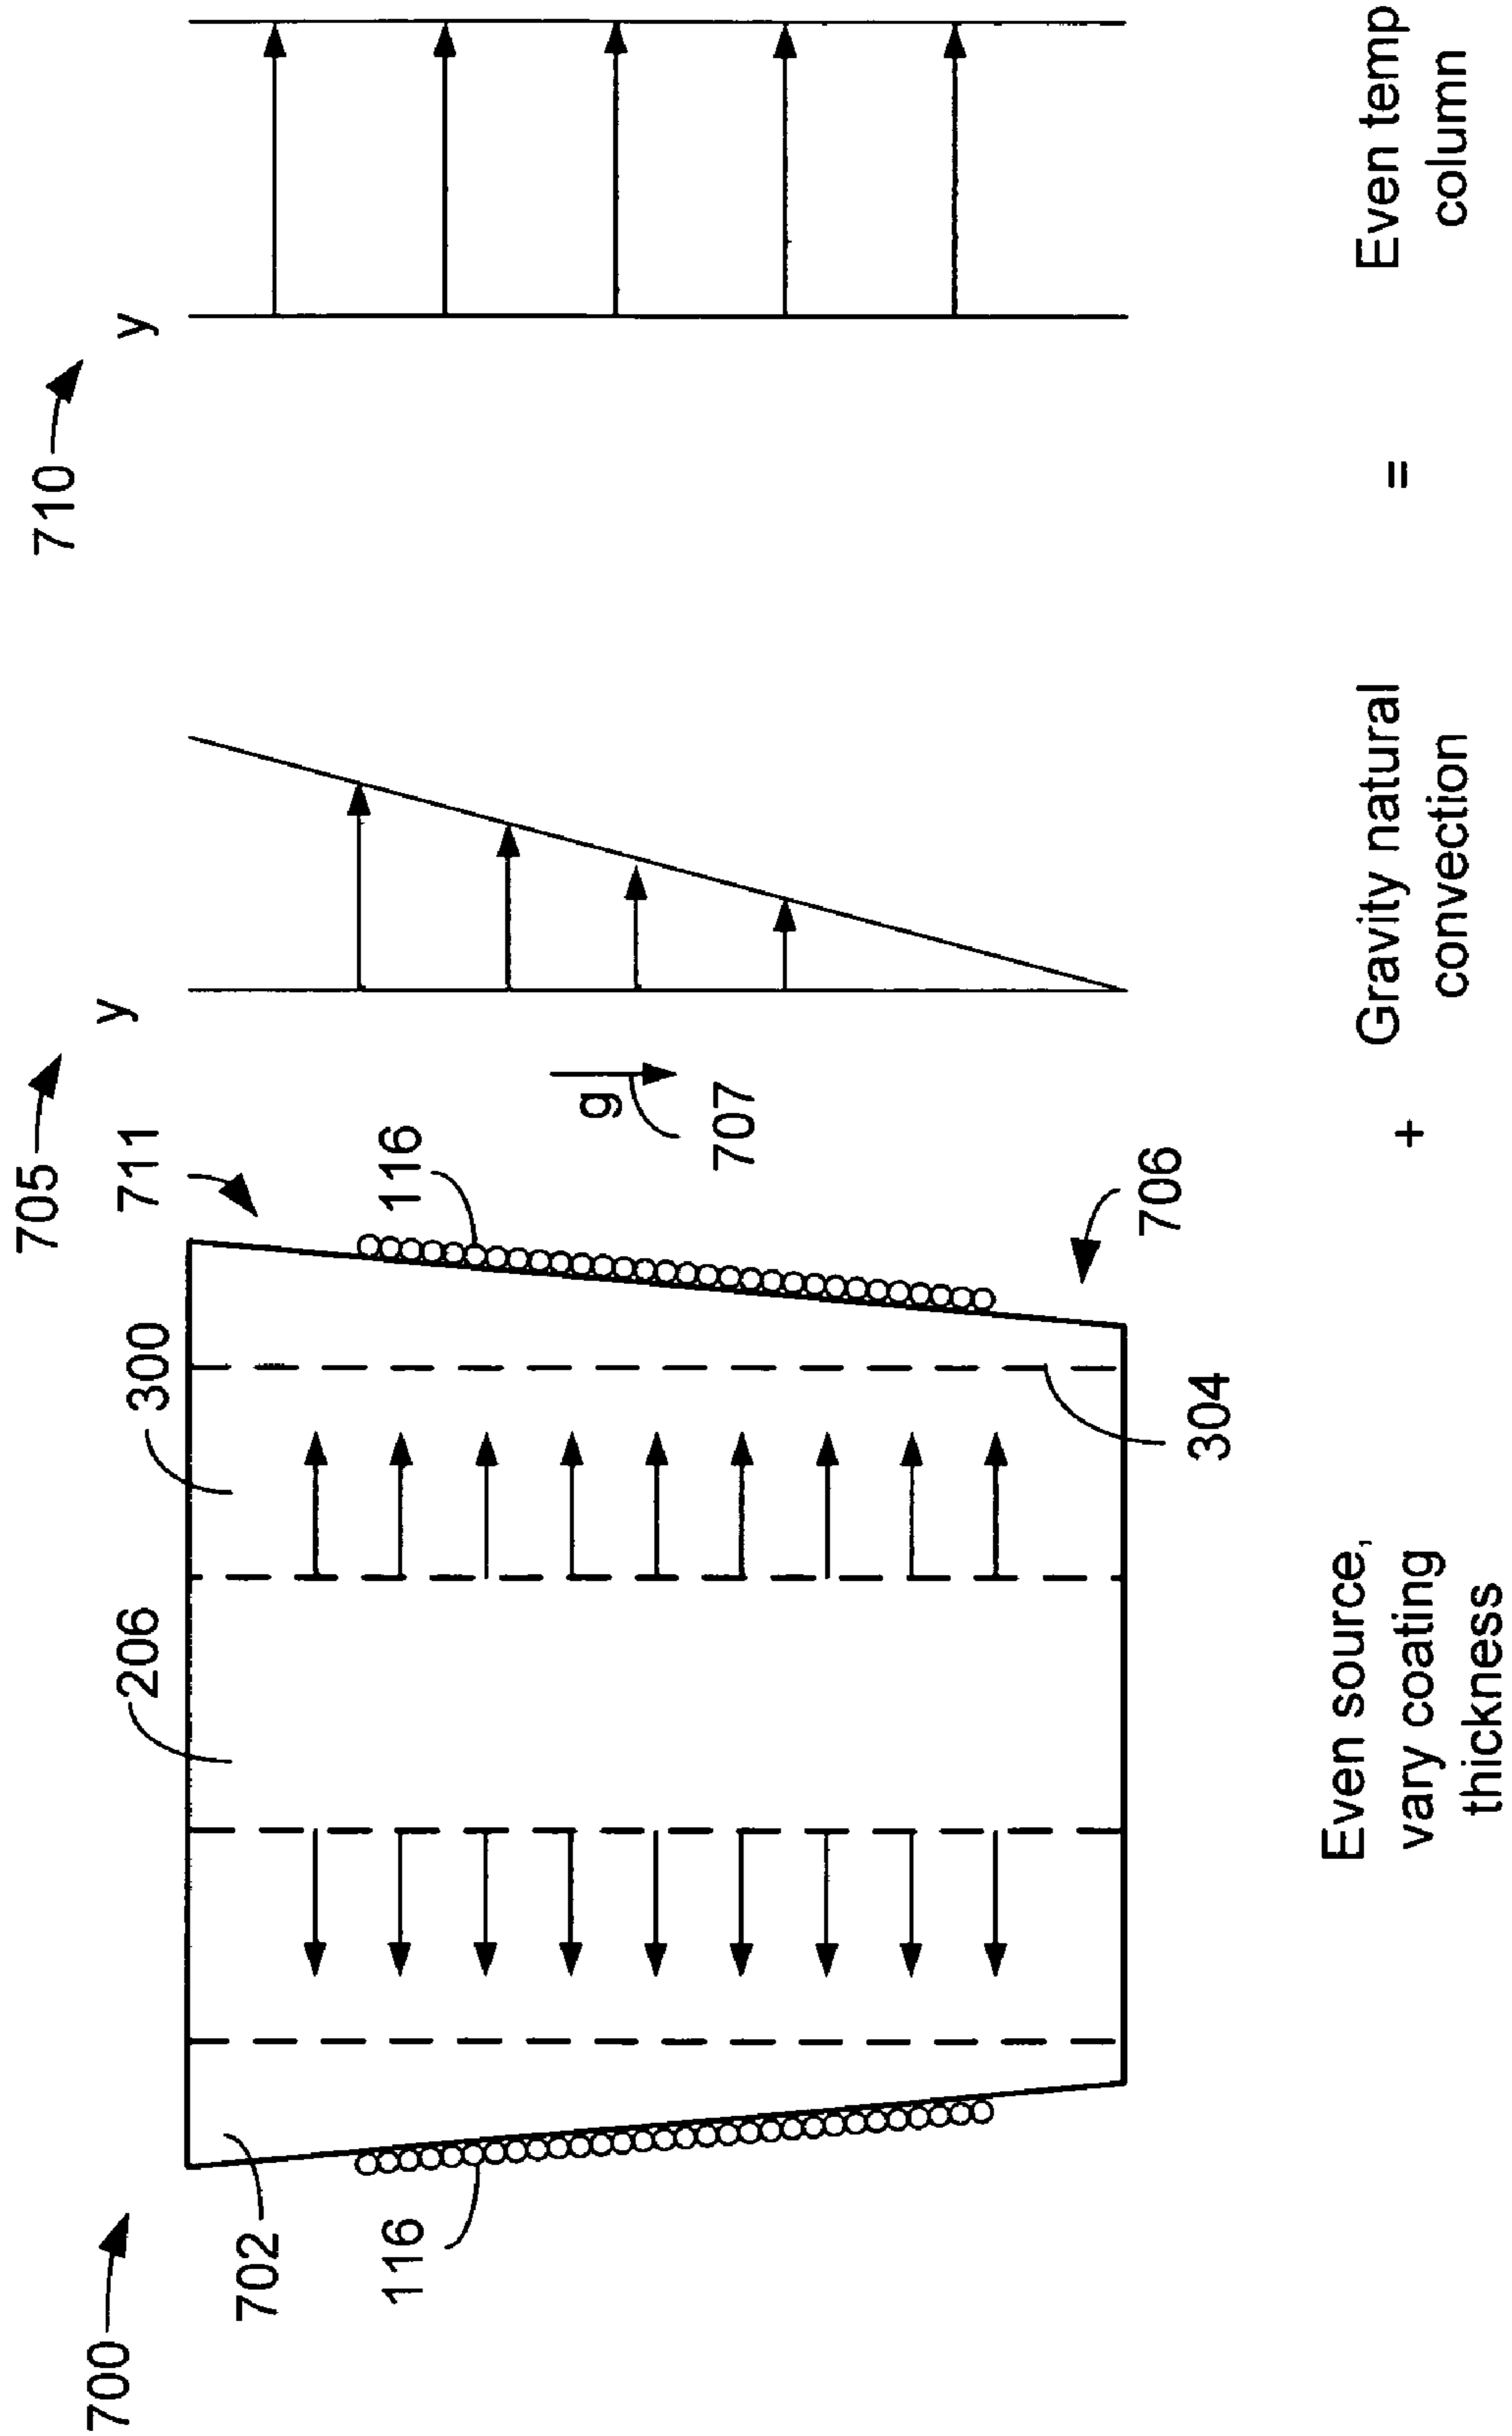 700
702
116
206
300
711
116
706
304
705
y
g
707
710
y
Even source,
vary coating
thickness
+
Gravity natural
convection
=
Even temp
column